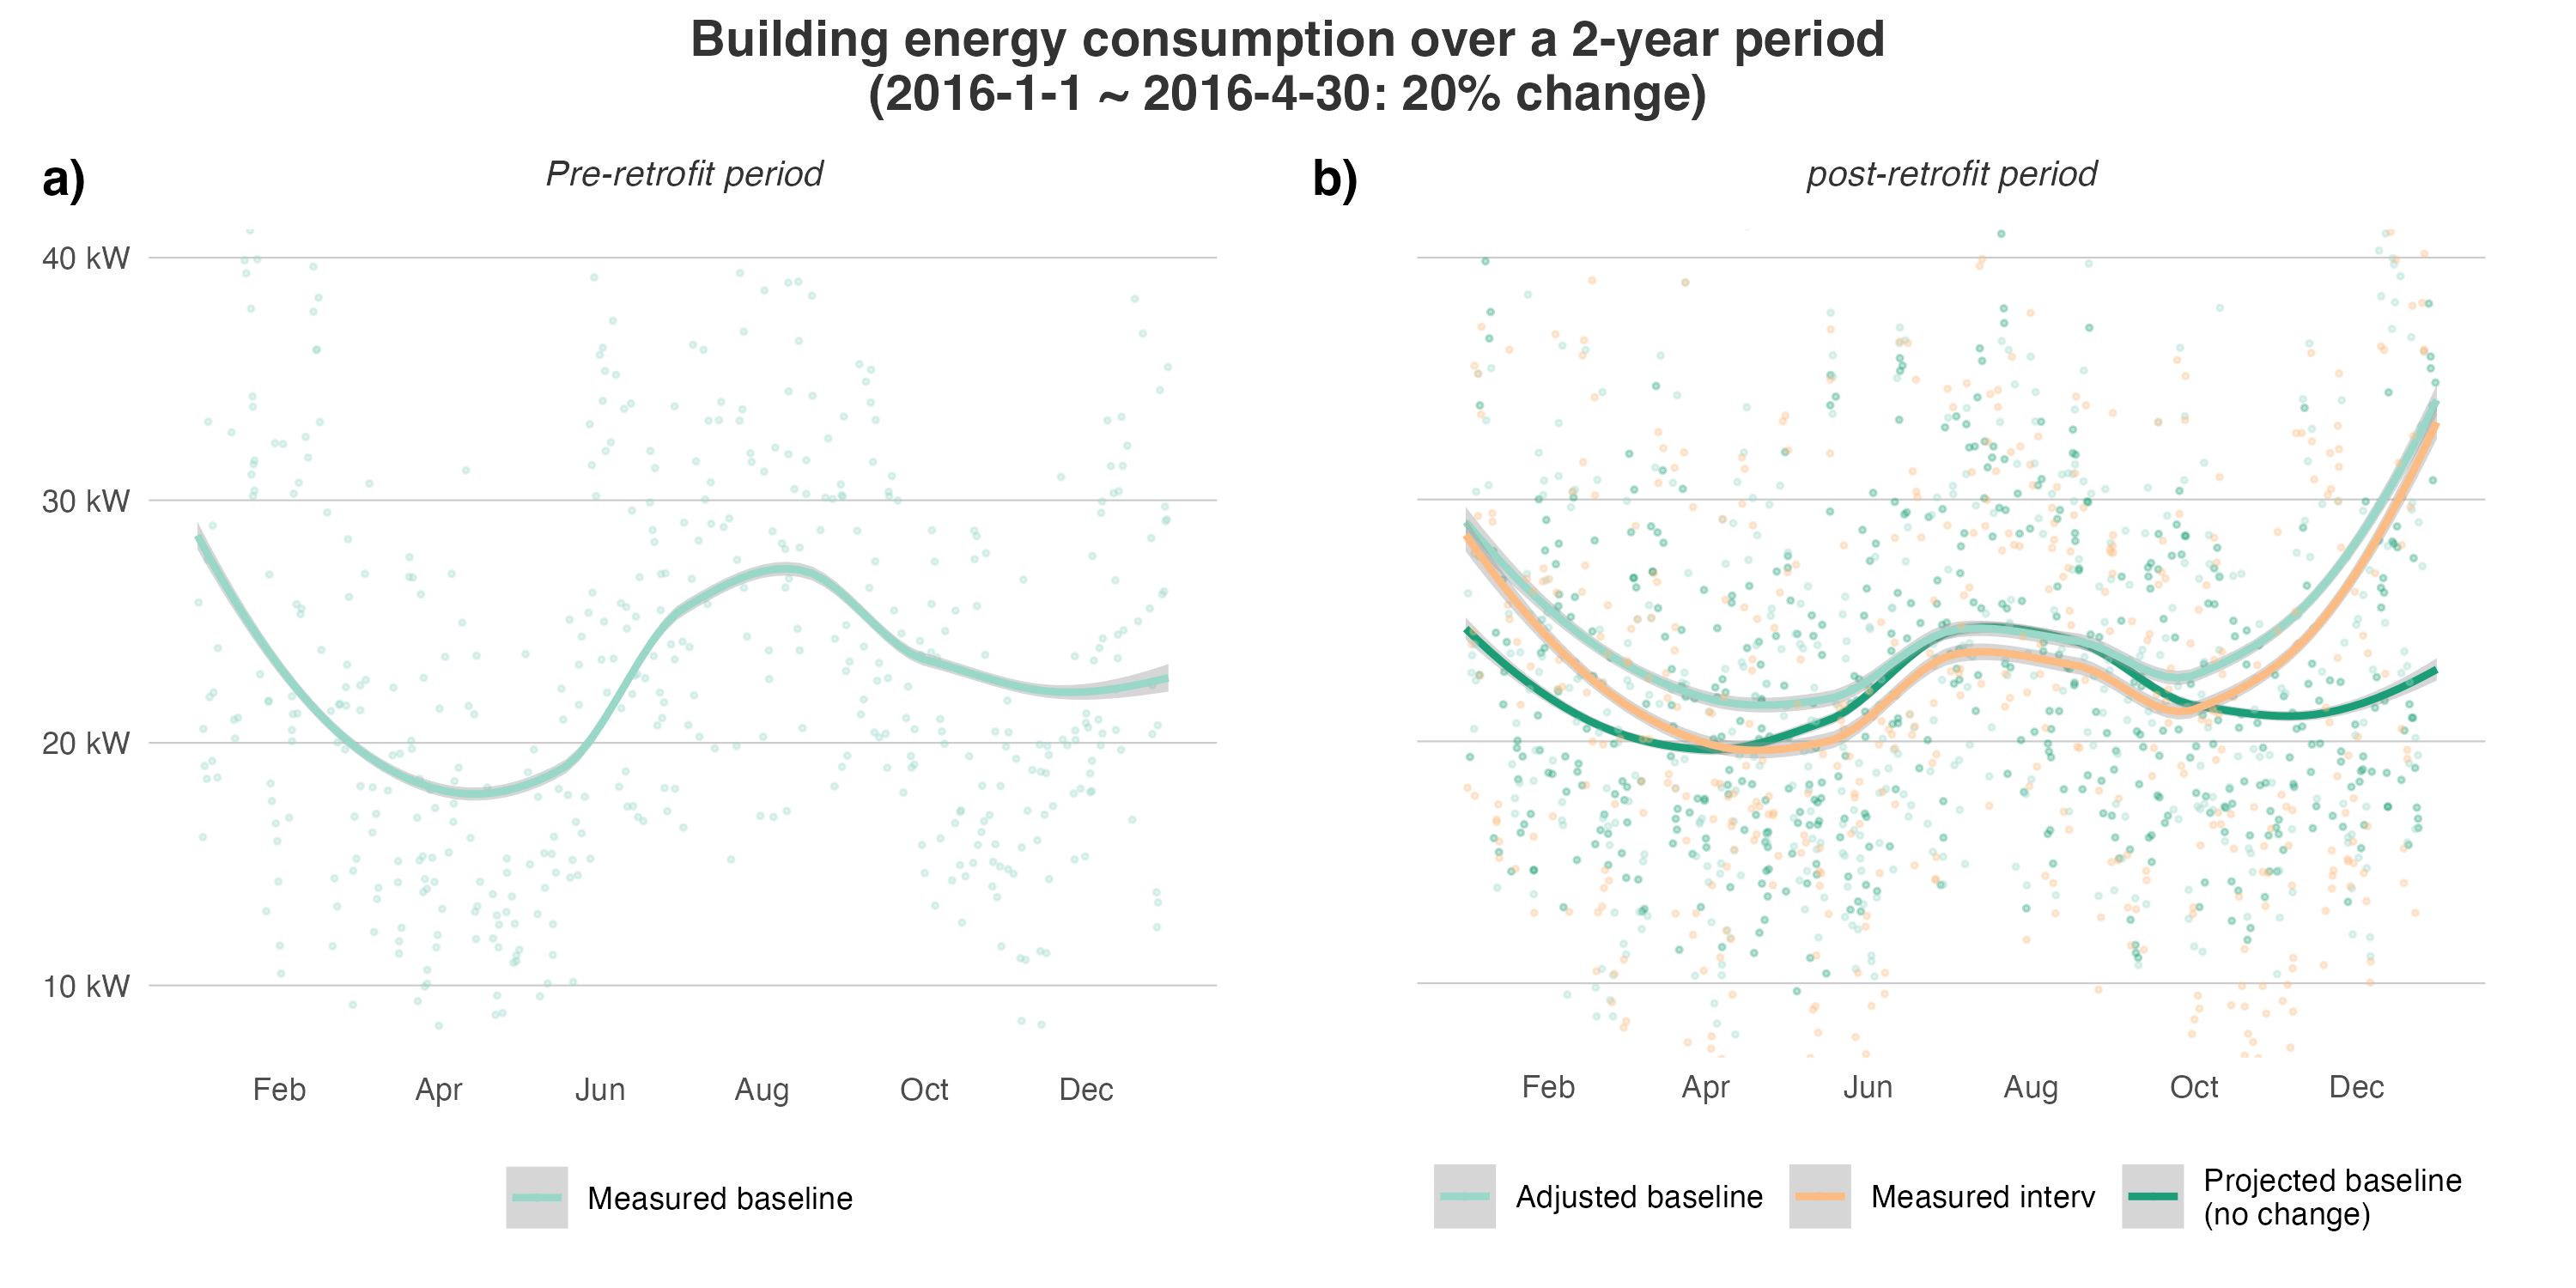 Building energy consumption over a 2-year period
(2016-1-1 ~ 2016-4-30: 20% change)
a)
Pre-retrofit period
40 kW
30 kW
20 kW
10 kW
Feb Apr Jun Aug Oct Dec
Measured baseline
b)
post-retrofit period
Feb Apr Jun Aug Oct Dec
Adjusted baseline
Measured interv
Projected baseline
(no change)